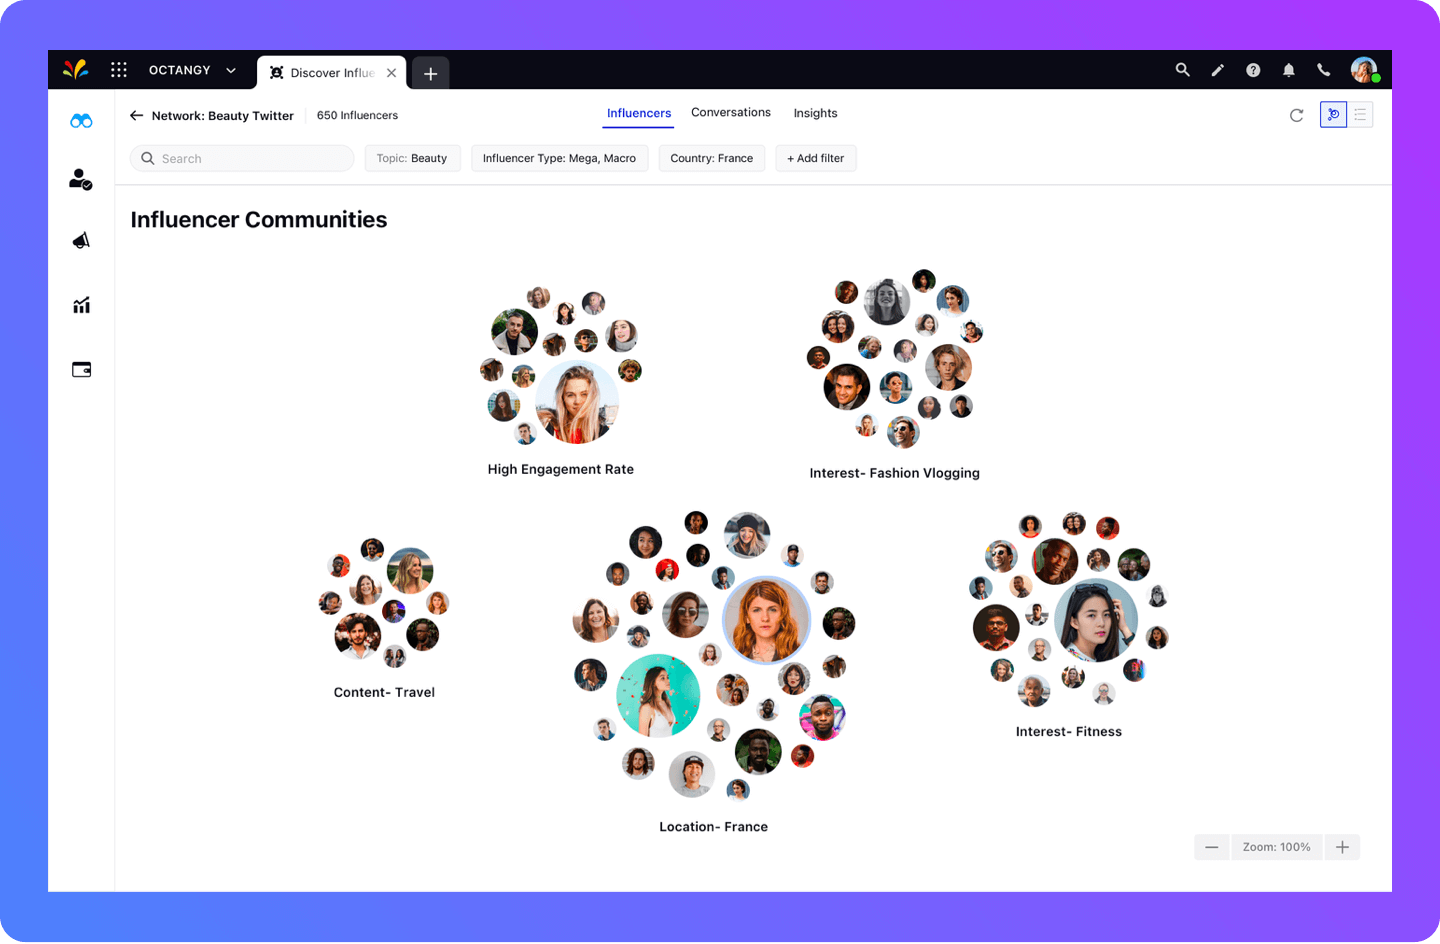 OCTANGY
Discover Influe
Network: Beauty Twitter
650 Influencers
Influencers
Conversations
Insights
Search
Topic: Beauty
Influencer Type: Mega, Macro
Country: France
+ Add filter
Influencer Communities
High Engagement Rate
Interest- Fashion Vlogging
Content- Travel
Interest- Fitness
Location- France
Zoom: 100%